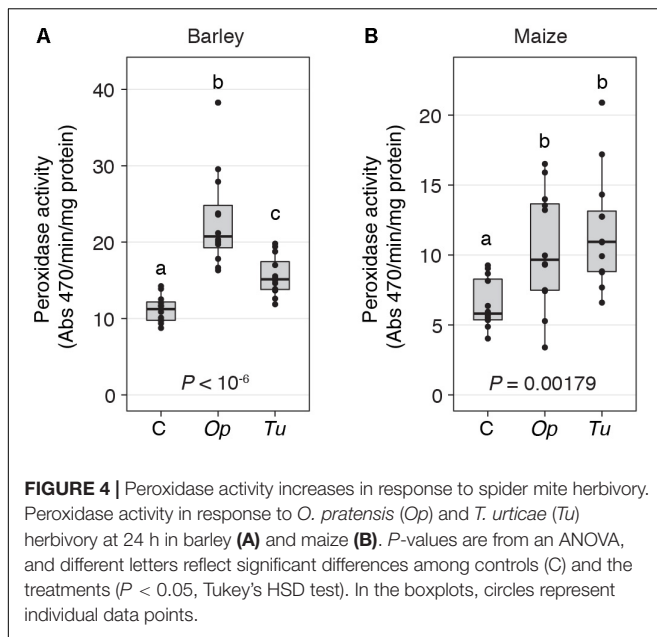 A
Barley
B
Maize
Peroxidase activity
(Abs 470/min/mg protein)
40
30
20
10
0
a
b
c
P < 10-6
C
Op
Tu
Peroxidase activity
(Abs 470/min/mg protein)
20
15
10
5
0
a
b
b
P = 0.00179
C
Op
Tu
FIGURE 4 | Peroxidase activity increases in response to spider mite herbivory.
Peroxidase activity in response to O. pratensis (Op) and T. urticae (Tu)
herbivory at 24 h in barley (A) and maize (B). P-values are from an ANOVA,
and different letters reflect significant differences among controls (C) and the
treatments (P < 0.05, Tukey's HSD test). In the boxplots, circles represent
individual data points.